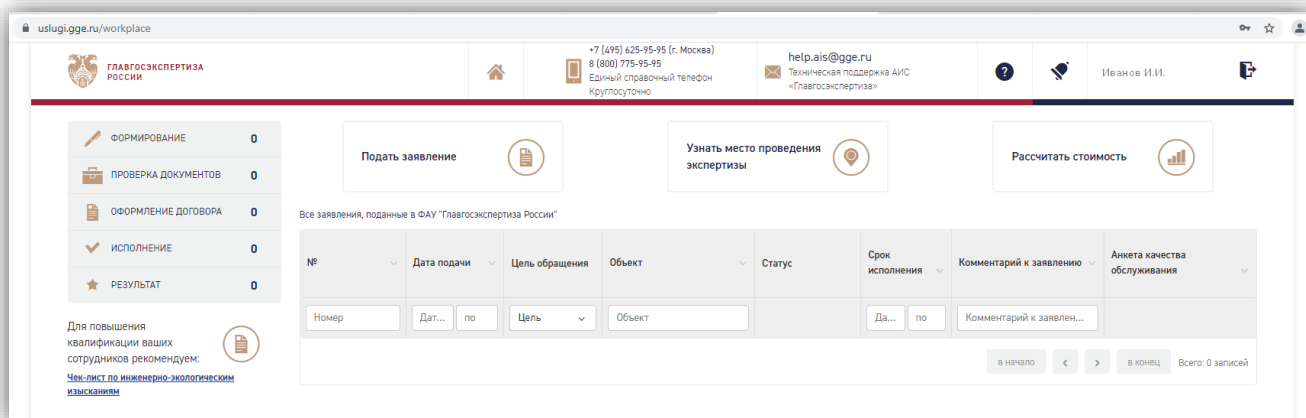 uslugi.gge.ru/workplace
ГЛАВГОСЭКСПЕРТИЗА
РОССИИ
+7 (495) 625-95-95 (г. Москва)
8 (800) 775-95-95
Единый справочный телефон
Круглосуточно
help.ais@gge.ru
Техническая поддержка АИС
«Главгосэкспертиза»
?
Иванов И.И.
ФОРМИРОВАНИЕ 0
ПРОВЕРКА ДОКУМЕНТОВ 0
ОФОРМЛЕНИЕ ДОГОВОРА 0
ИСПОЛНЕНИЕ 0
РЕЗУЛЬТАТ 0
Для повышения
квалификации ваших
сотрудников рекомендуем:
Чек-лист по инженерно-экологическим
изысканиям
Подать заявление
Узнать место проведения
экспертизы
Рассчитать стоимость
Все заявления, поданные в ФАУ "Главгосэкспертиза России"
№ Дата подачи Цель обращения Объект Статус Срок исполнения Комментарий к заявлению Анкета качества обслуживания
Номер Дат... по Цель Объект Да... по Комментарий к заявлен...
в начало < > в конец Всего: 0 записей